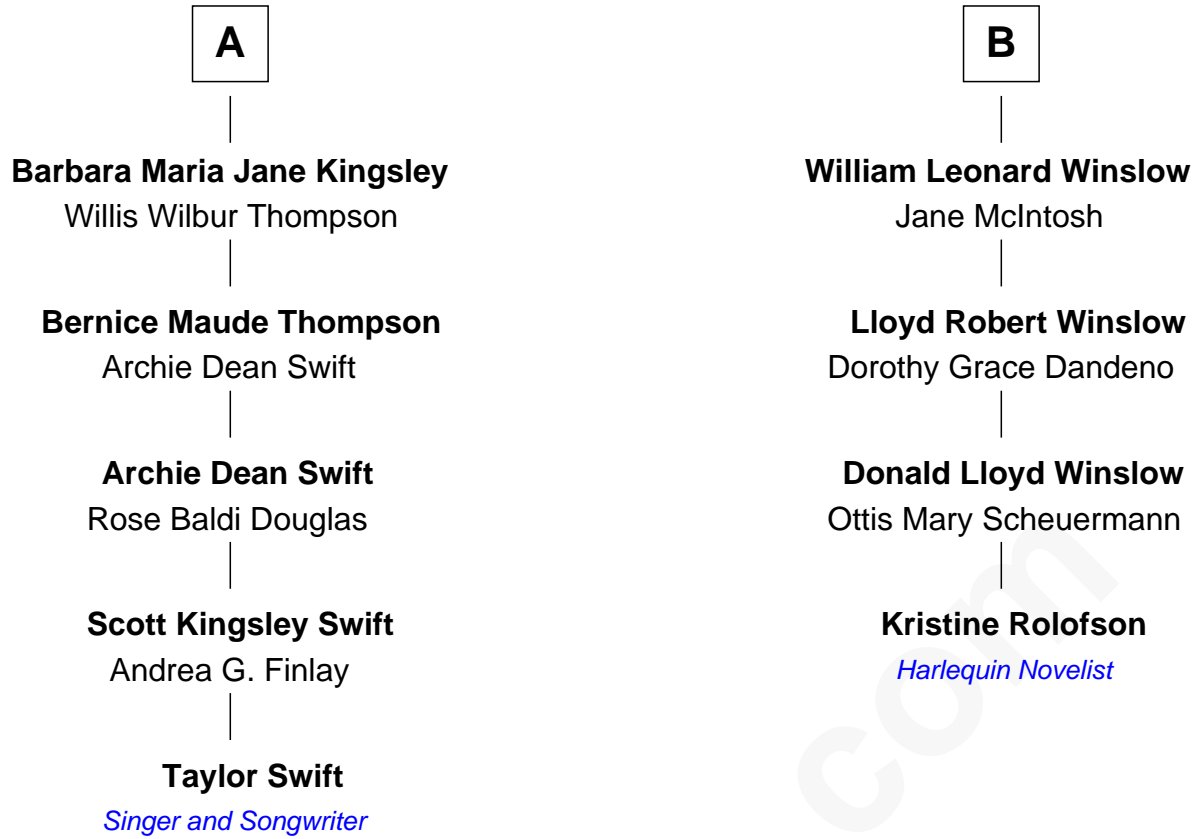 A
Barbara Maria Jane Kingsley
Willis Wilbur Thompson
Bernice Maude Thompson
Archie Dean Swift
Archie Dean Swift
Rose Baldi Douglas
Scott Kingsley Swift
Andrea G. Finlay
Taylor Swift
Singer and Songwriter
B
William Leonard Winslow
Jane McIntosh
Lloyd Robert Winslow
Dorothy Grace Dandeno
Donald Lloyd Winslow
Ottis Mary Scheuermann
Kristine Rolofson
Harlequin Novelist
com